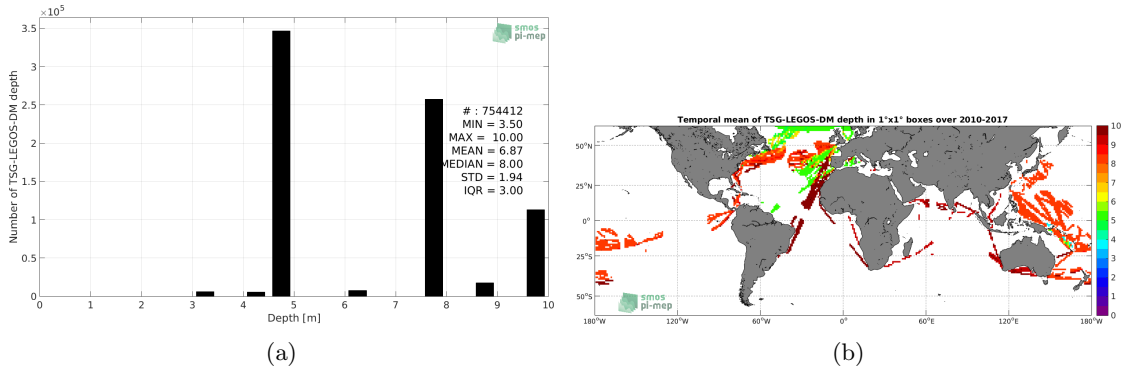 ×10⁵
3.5
3
2.5
2
1.5
1
0.5
0
0 1 2 3 4 5 6 7 8 9 10
Number of TSG-LEGOS-DM depth
Depth [m]
smos
pi-mep
# : 754412
MIN = 3.50
MAX = 10.00
MEAN = 6.87
MEDIAN = 8.00
STD = 1.94
IQR = 3.00
(a)
Temporal mean of TSG-LEGOS-DM depth in 1°x1° boxes over 2010-2017
50°N
25°N
0°
25°S
50°S
180°W 120°W 60°W 0° 60°E 120°E 180°E
smos
pi-mep
10
9
8
7
6
5
4
3
2
1
0
(b)